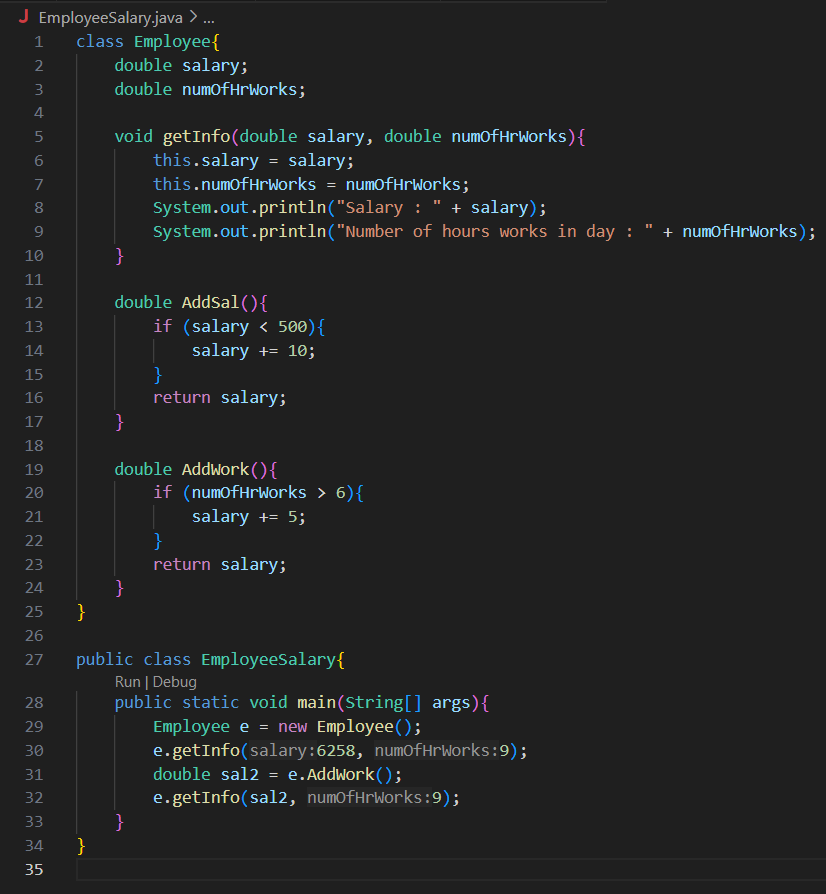 J EmployeeSalary.java > ...
1 class Employee{
2     double salary;
3     double numOfHrWorks;
4
5     void getInfo(double salary, double numOfHrWorks){
6         this.salary = salary;
7         this.numOfHrWorks = numOfHrWorks;
8         System.out.println("Salary : " + salary);
9         System.out.println("Number of hours works in day : " + numOfHrWorks);
10     }
11
12     double AddSal(){
13         if (salary < 500){
14             salary += 10;
15         }
16         return salary;
17     }
18
19     double AddWork(){
20         if (numOfHrWorks > 6){
21             salary += 5;
22         }
23         return salary;
24     }
25 }
26
27 public class EmployeeSalary{
Run | Debug
28     public static void main(String[] args){
29         Employee e = new Employee();
30         e.getInfo(salary:6258, numOfHrWorks:9);
31         double sal2 = e.AddWork();
32         e.getInfo(sal2, numOfHrWorks:9);
33     }
34 }
35